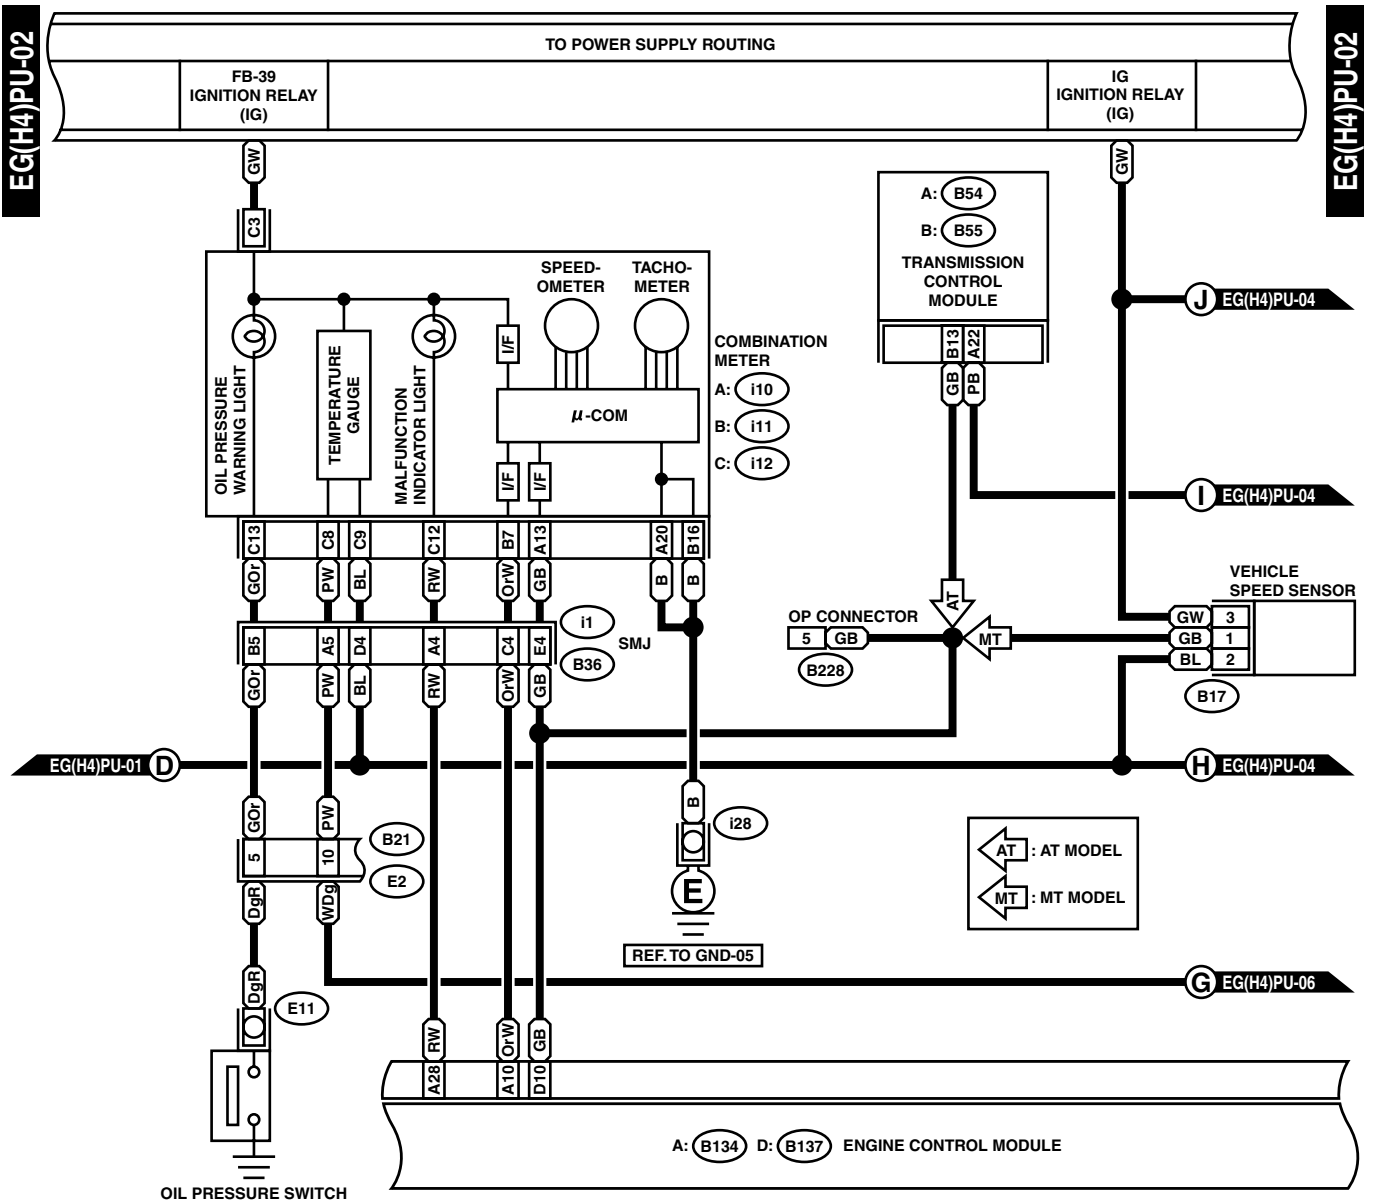 EG(H4)PU-02
TO POWER SUPPLY ROUTING
EG(H4)PU-02
FB-39
IGNITION RELAY
(IG)
IG
IGNITION RELAY
(IG)
GW
GW
C3
A: B54
B: B55
TRANSMISSION
CONTROL
MODULE
B13
A22
GB
PB
SPEED-
OMETER
TACHO-
METER
J EG(H4)PU-04
OIL PRESSURE
WARNING LIGHT
TEMPERATURE
GAUGE
MALFUNCTION
INDICATOR LIGHT
I/F
μ-COM
I/F
I/F
COMBINATION
METER
A: i10
B: i11
C: i12
I EG(H4)PU-04
C13
C8
C9
C12
B7
A13
A20
B16
GOr
PW
BL
RW
OrW
GB
B
B
i1
B36
SMJ
B5
A5
D4
A4
C4
E4
GOr
PW
BL
RW
OrW
GB
OP CONNECTOR
5 GB
B228
AT
MT
VEHICLE
SPEED SENSOR
GW 3
GB 1
BL 2
B17
EG(H4)PU-01 D
H EG(H4)PU-04
GOr
PW
5
10
B21
E2
DgR
WDg
B
i28
E
REF. TO GND-05
AT : AT MODEL
MT : MT MODEL
G EG(H4)PU-06
DgR
E11
RW
OrW
GB
A28
A10
D10
A: B134 D: B137 ENGINE CONTROL MODULE
OIL PRESSURE SWITCH